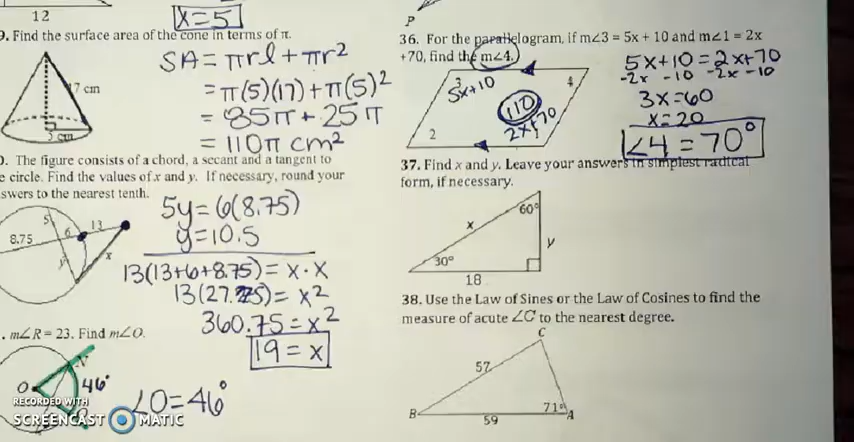 12
X=5
9. Find the surface area of the cone in terms of π.
17 cm
5 cm
SA = πrl + πr²
= π(5)(17) + π(5)²
= 85π + 25π
= 110π cm²
0. The figure consists of a chord, a secant and a tangent to
e circle. Find the values of x and y. If necessary, round your
swers to the nearest tenth.
5
6
13
8.75
y
x
5y = 6(8.75)
y = 10.5
13(13+6+8.75) = x·x
13(27.75) = x²
360.75 = x²
19 = x
. m∠R = 23. Find m∠O.
O
46°
∠O = 46°
RECORDED WITH
SCREENCAST MATIC
P
36. For the parallelogram, if m∠3 = 5x + 10 and m∠1 = 2x
+70, find the m∠4.
3
4
5x+10
110
2x+70
2
5x+10 = 2x+70
-2x -10 -2x -10
3x = 60
x = 20
∠4 = 70°
37. Find x and y. Leave your answers in simplest radical
form, if necessary.
60°
x
y
30°
18
38. Use the Law of Sines or the Law of Cosines to find the
measure of acute ∠C to the nearest degree.
C
57
71°
B
A
59